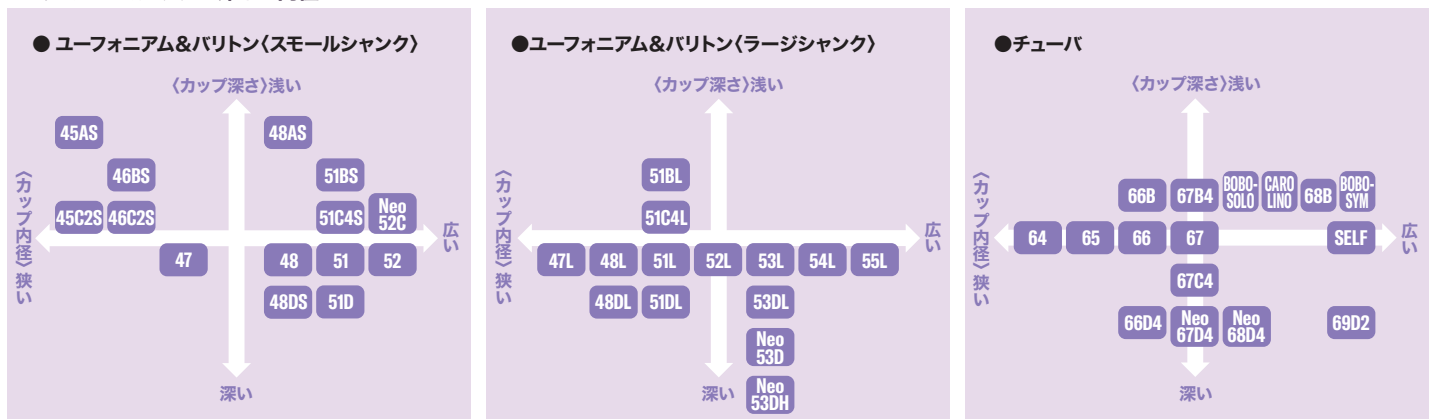 ● ユーフォニアム&バリトン〈スモールシャンク〉
〈カップ深さ〉浅い
45AS
48AS
46BS
51BS
45C2S
46C2S
51C4S
Neo
52C
〈カップ内径〉狭い
広い
47
48
51
52
48DS
51D
深い
●ユーフォニアム&バリトン〈ラージシャンク〉
〈カップ深さ〉浅い
51BL
51C4L
〈カップ内径〉狭い
広い
47L
48L
51L
52L
53L
54L
55L
48DL
51DL
53DL
Neo
53D
Neo
53DH
深い
●チューバ
〈カップ深さ〉浅い
66B
67B4
BOBO-
SOLO
CARO
LINO
68B
BOBO-
SYM
〈カップ内径〉狭い
広い
64
65
66
67
SELF
67C4
66D4
Neo
67D4
Neo
68D4
69D2
深い